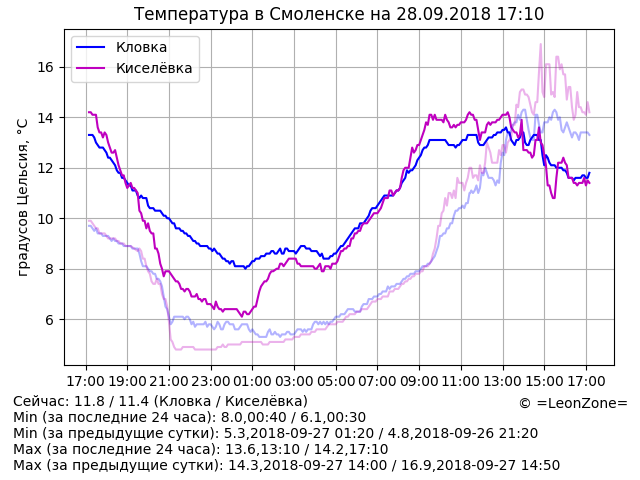 Температура в Смоленске на 28.09.2018 17:10
Кловка
Киселёвка
градусов Цельсия, °C
16
14
12
10
8
6
17:00 19:00 21:00 23:00 01:00 03:00 05:00 07:00 09:00 11:00 13:00 15:00 17:00
Сейчас: 11.8 / 11.4 (Кловка / Киселёвка)
© =LeonZone=
Min (за последние 24 часа): 8.0,00:40 / 6.1,00:30
Min (за предыдущие сутки): 5.3,2018-09-27 01:20 / 4.8,2018-09-26 21:20
Max (за последние 24 часа): 13.6,13:10 / 14.2,17:10
Max (за предыдущие сутки): 14.3,2018-09-27 14:00 / 16.9,2018-09-27 14:50